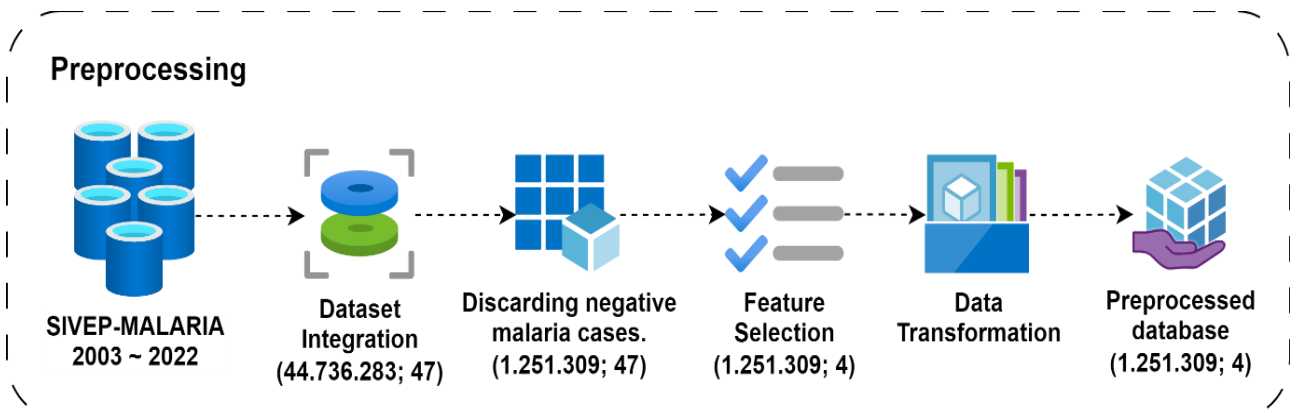 Preprocessing
SIVEP-MALARIA
2003 ~ 2022
Dataset
Integration
(44.736.283; 47)
Discarding negative
malaria cases.
(1.251.309; 47)
Feature
Selection
(1.251.309; 4)
Data
Transformation
Preprocessed
database
(1.251.309; 4)